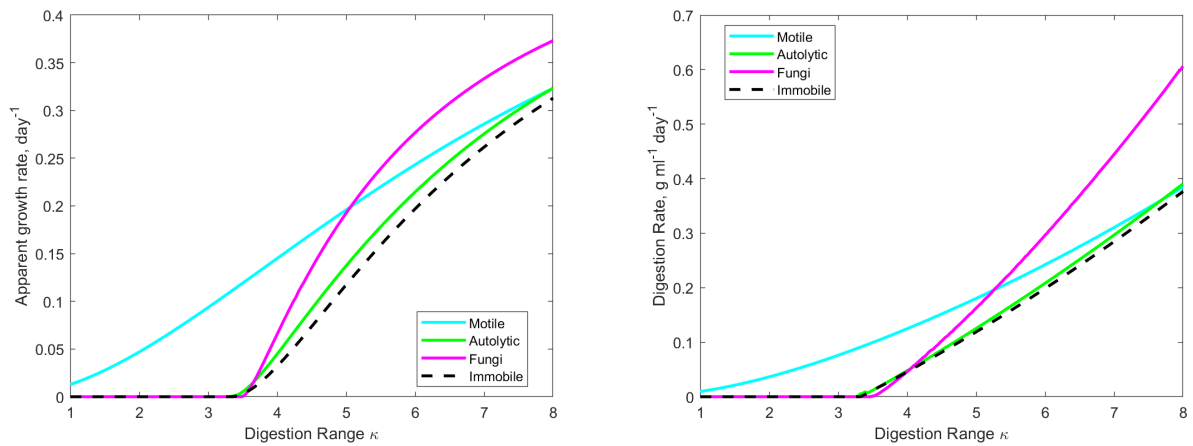 0.4
0.35
0.3
0.25
0.2
0.15
0.1
0.05
0
Apparent growth rate, day-1
1 2 3 4 5 6 7 8
Digestion Range κ
Motile
Autolytic
Fungi
Immobile
0.7
0.6
0.5
0.4
0.3
0.2
0.1
0
Digestion Rate, g ml-1 day-1
1 2 3 4 5 6 7 8
Digestion Range κ
Motile
Autolytic
Fungi
Immobile